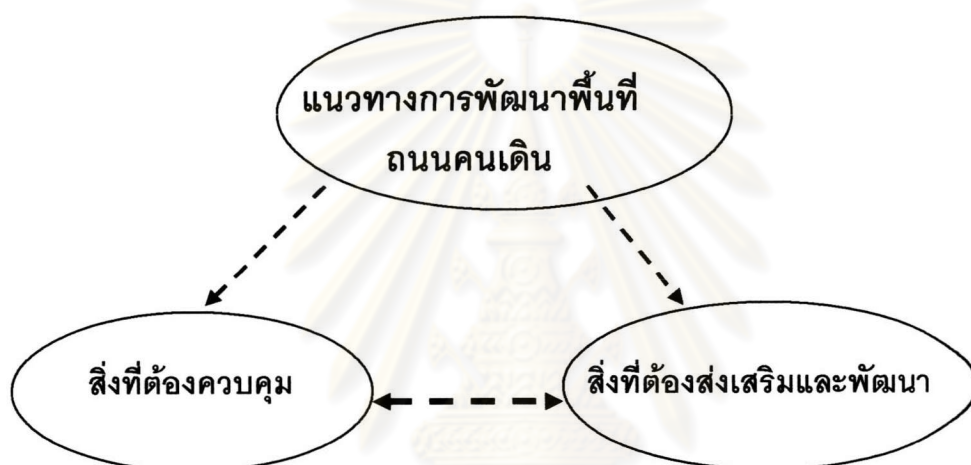 แนวทางการพัฒนาพื้นที่
ถนนคนเดิน
สิ่งที่ต้องควบคุม
สิ่งที่ต้องส่งเสริมและพัฒนา